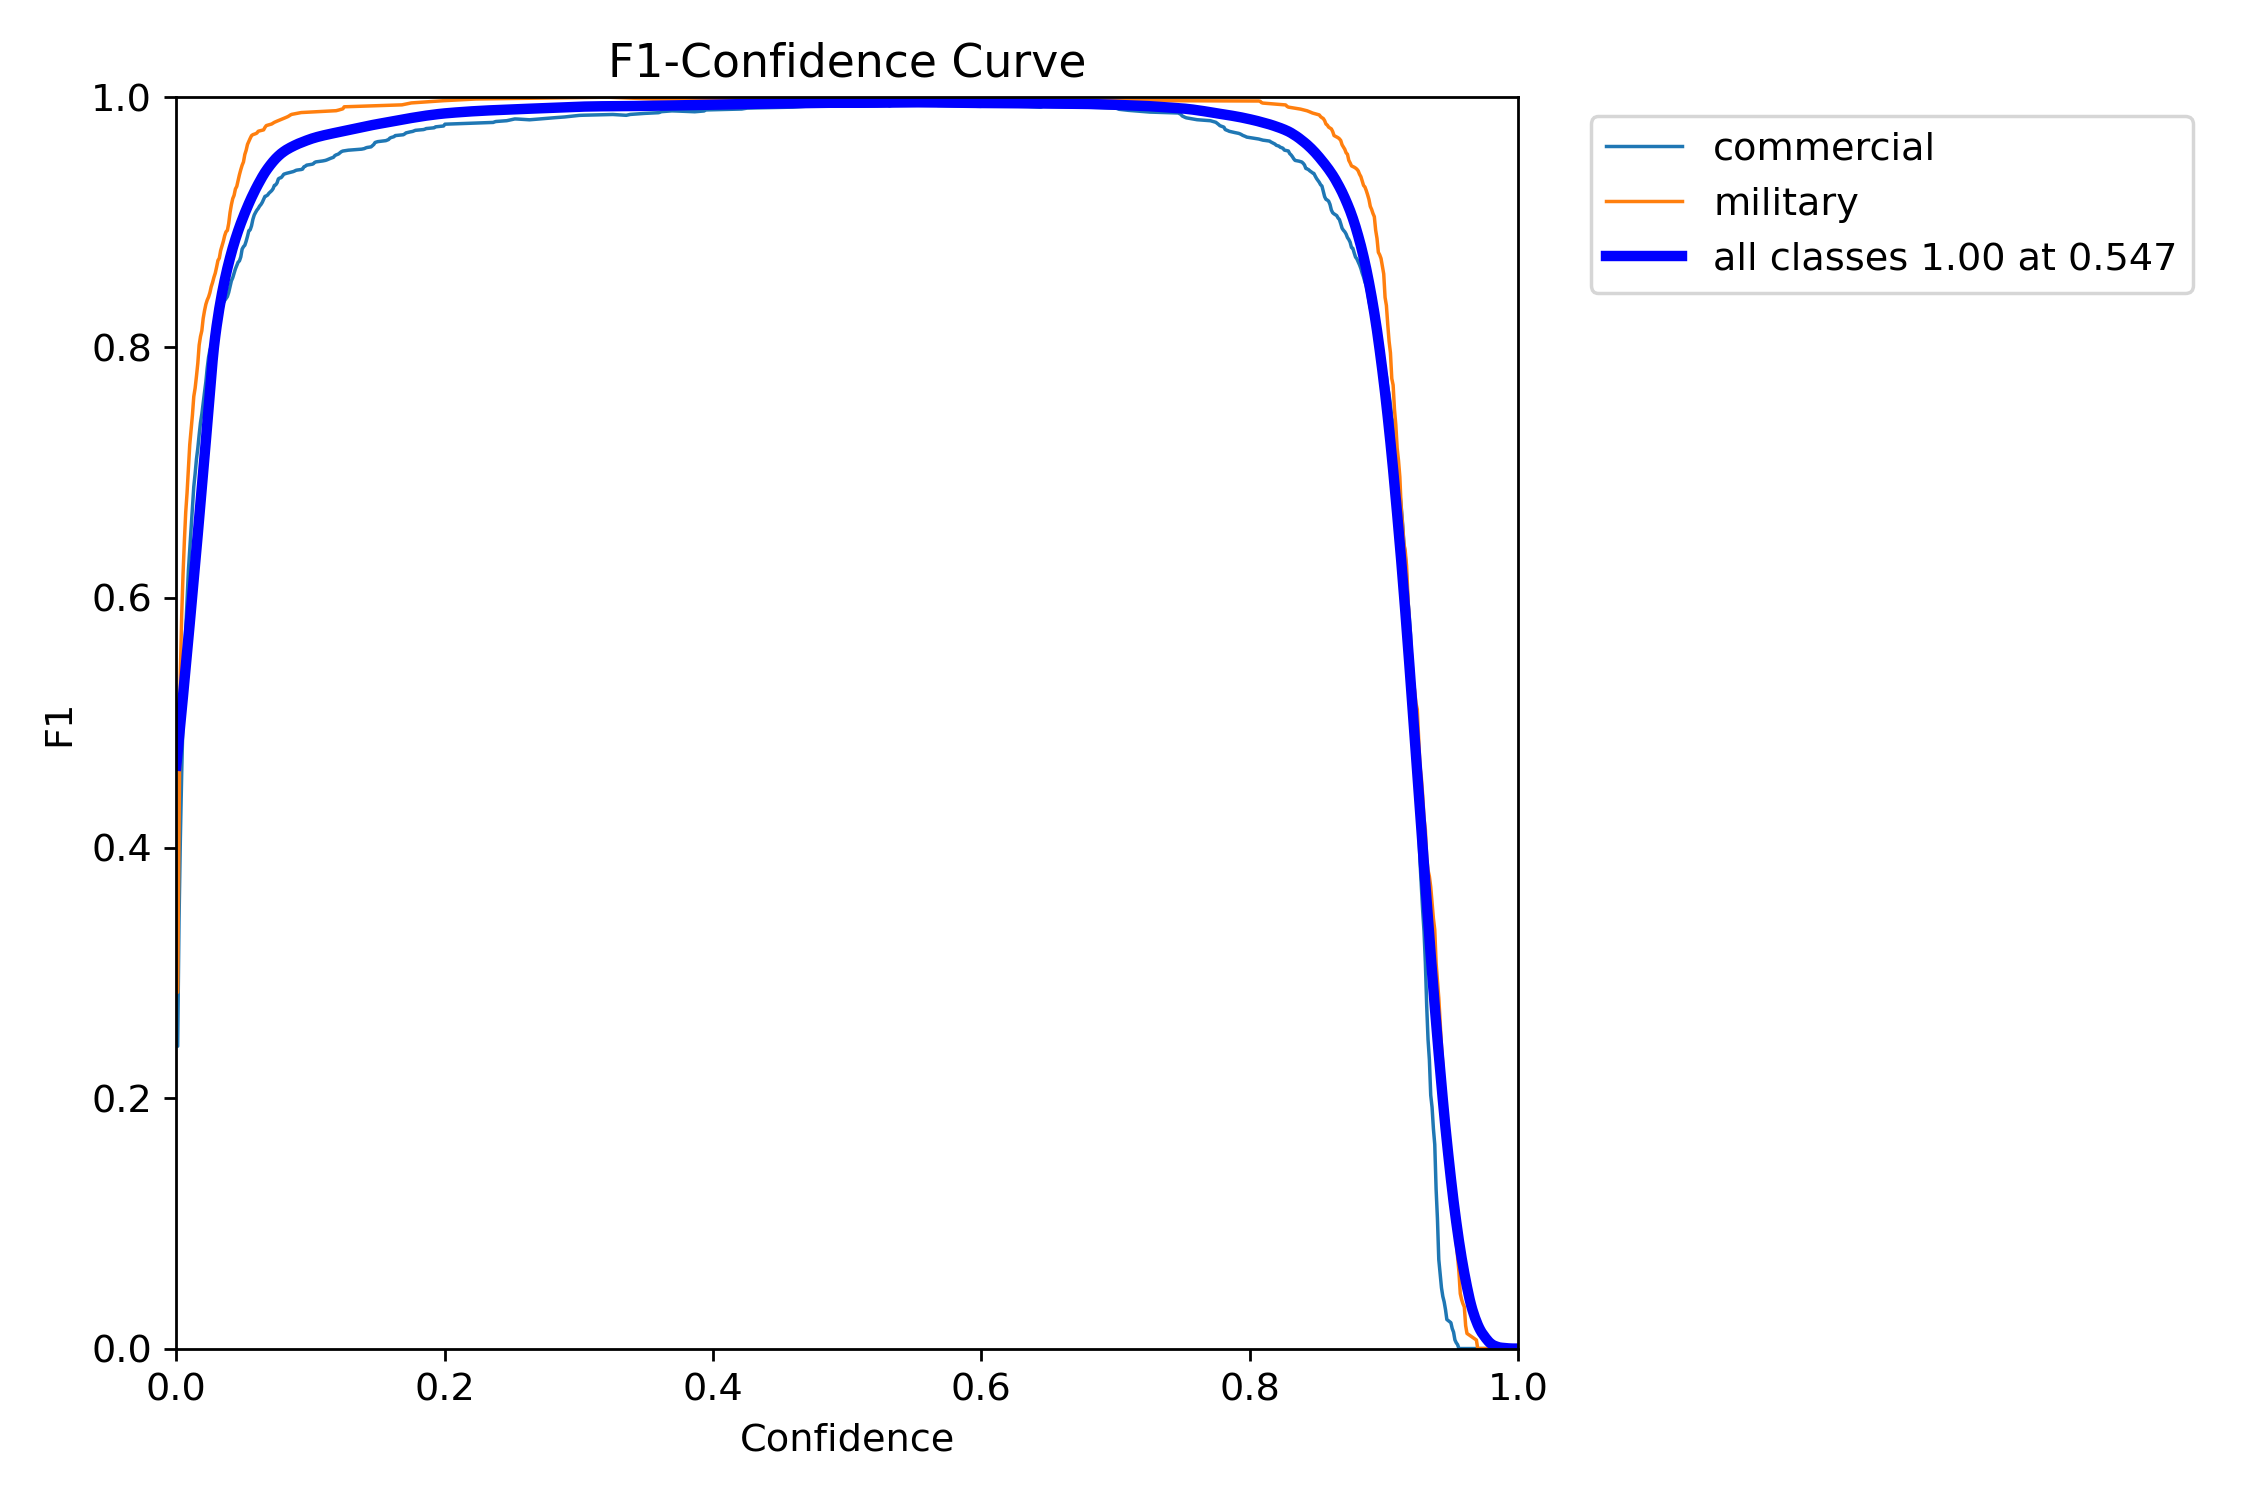 F1-Confidence Curve
1.0
0.8
0.6
0.4
0.2
0.0
F1
0.0 0.2 0.4 0.6 0.8 1.0
Confidence
commercial
military
all classes 1.00 at 0.547